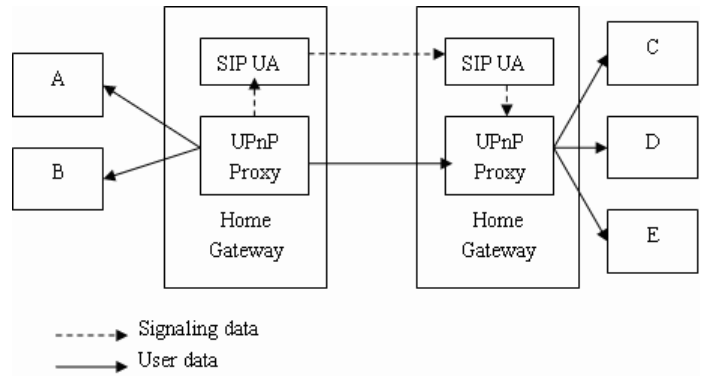 SIP UA
SIP UA
C
A
UPnP
Proxy
UPnP
Proxy
D
B
Home
Gateway
Home
Gateway
E
Signaling data
User data